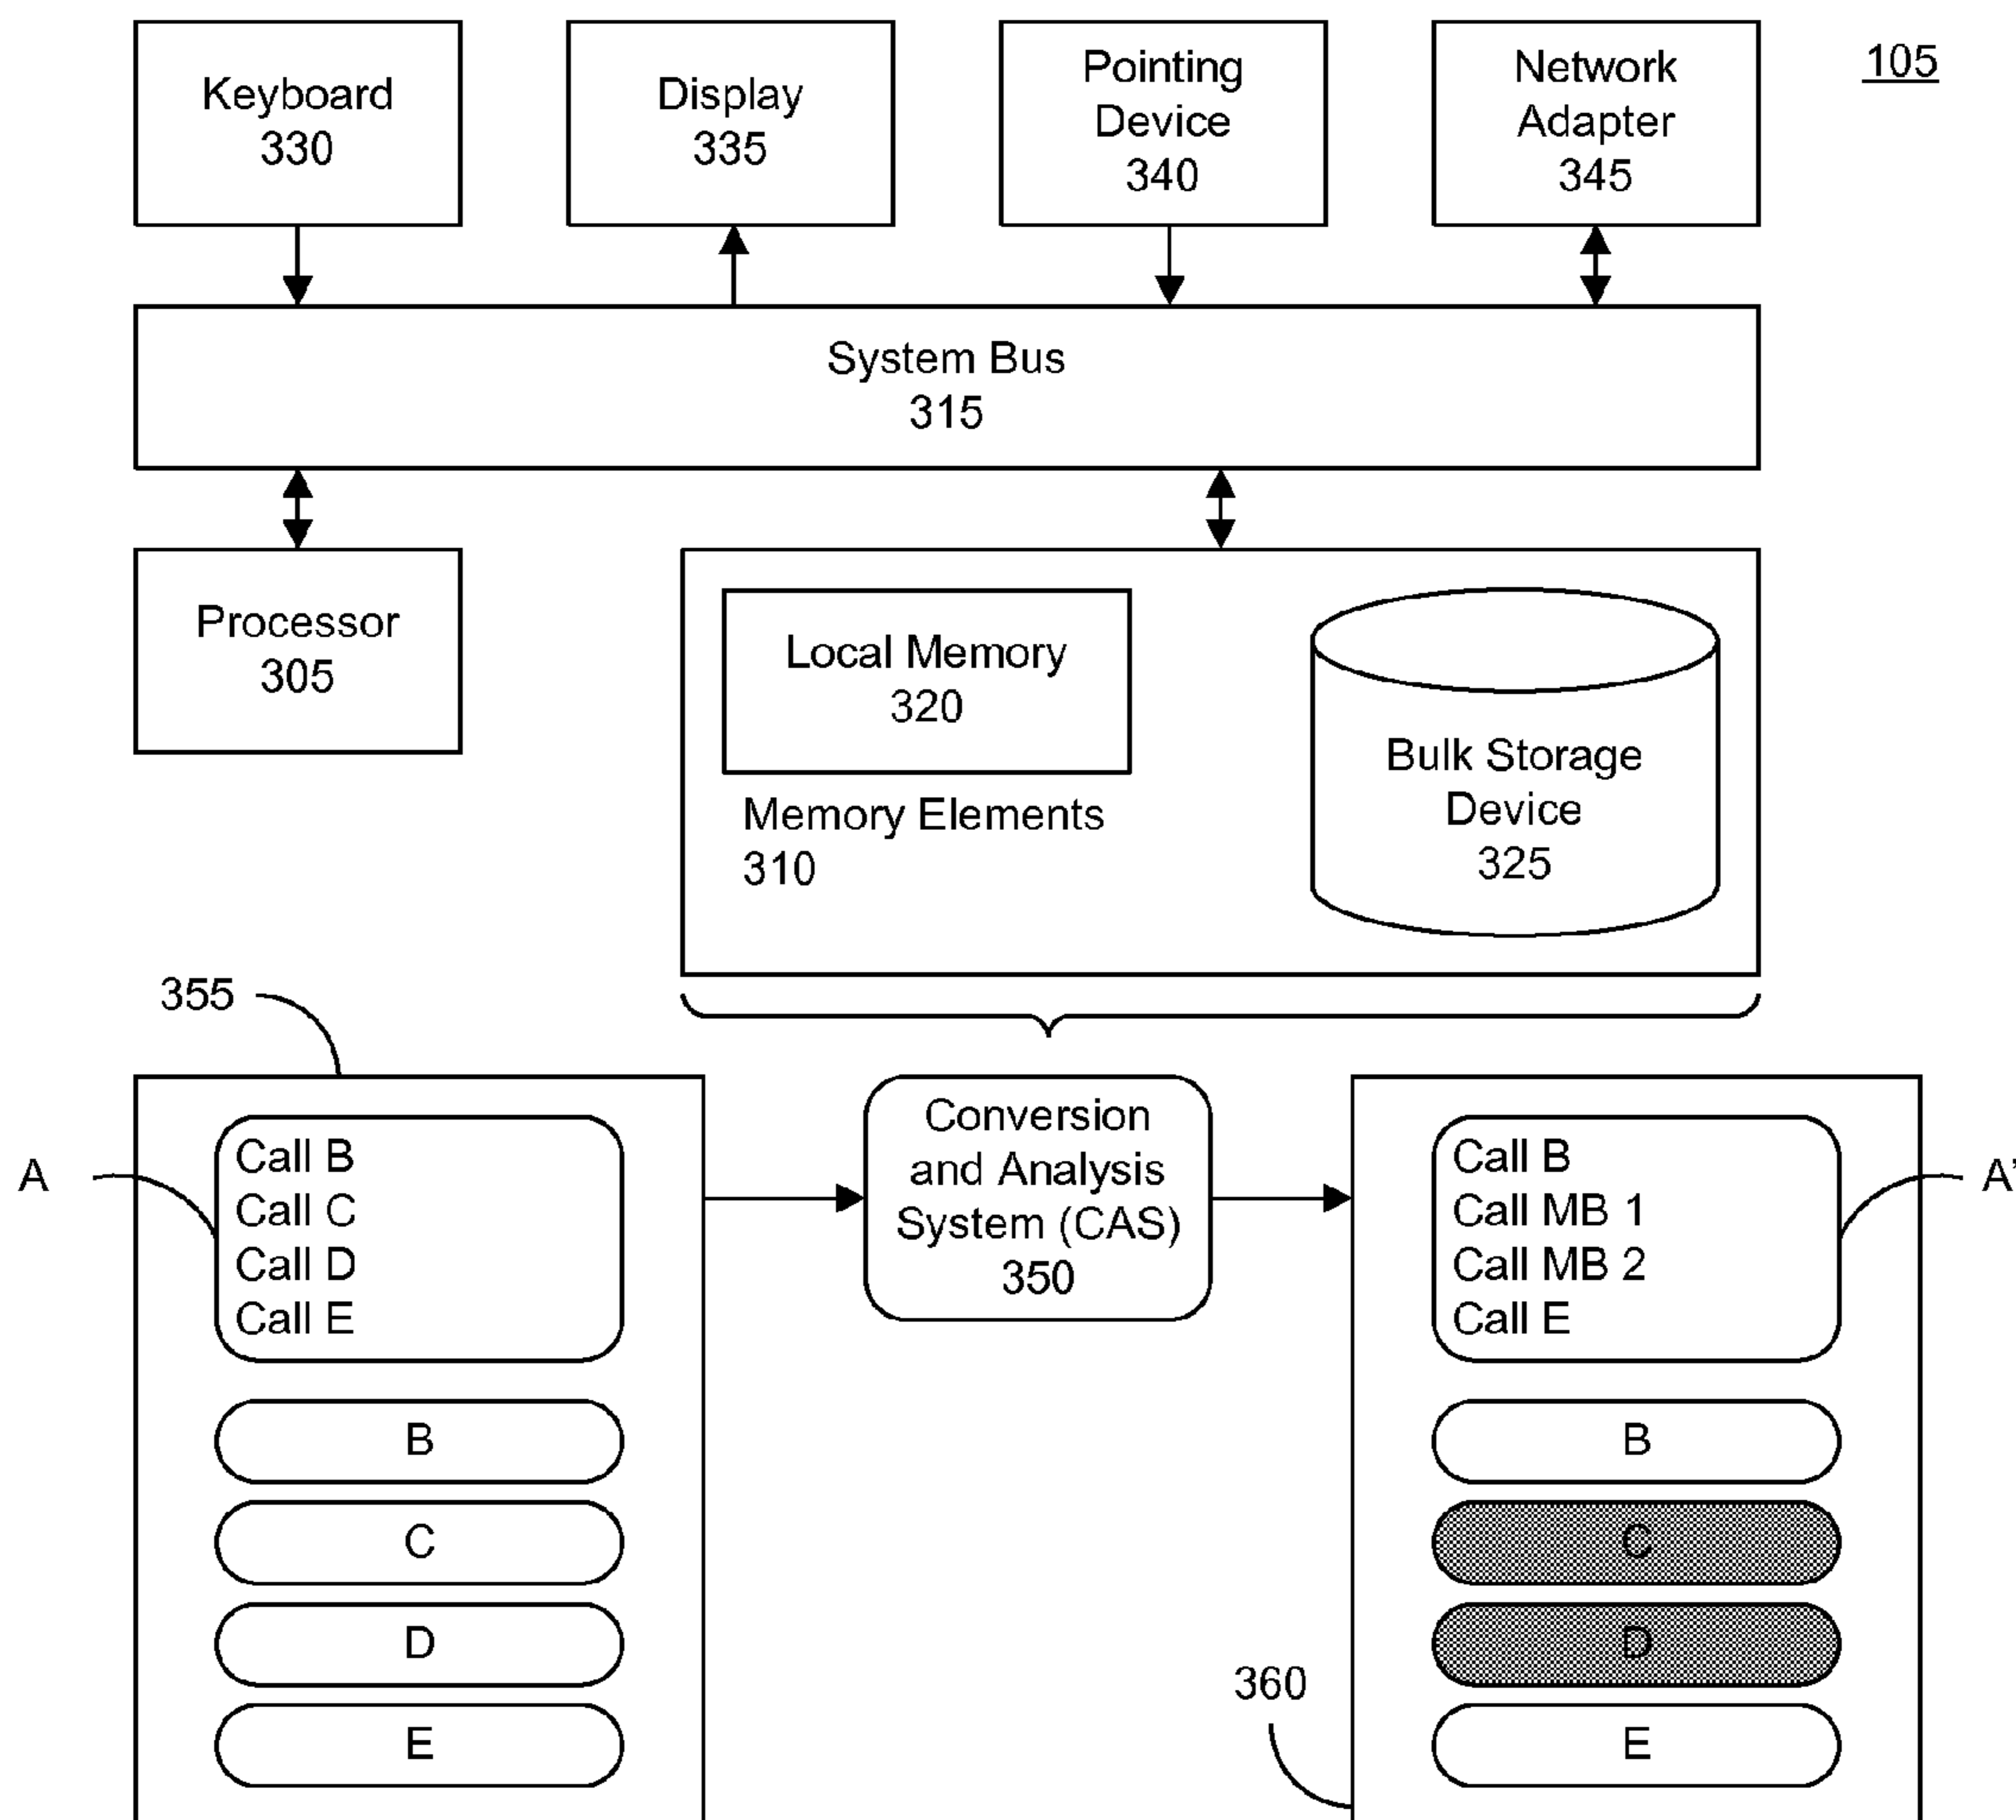 Keyboard
330
Display
335
Pointing
Device
340
Network
Adapter
345
105
System Bus
315
Processor
305
Local Memory
320
Memory Elements
310
Bulk Storage
Device
325
355
A
Call B
Call C
Call D
Call E
B
C
D
E
Conversion
and Analysis
System (CAS)
350
Call B
Call MB 1
Call MB 2
Call E
A'
B
C
D
E
360